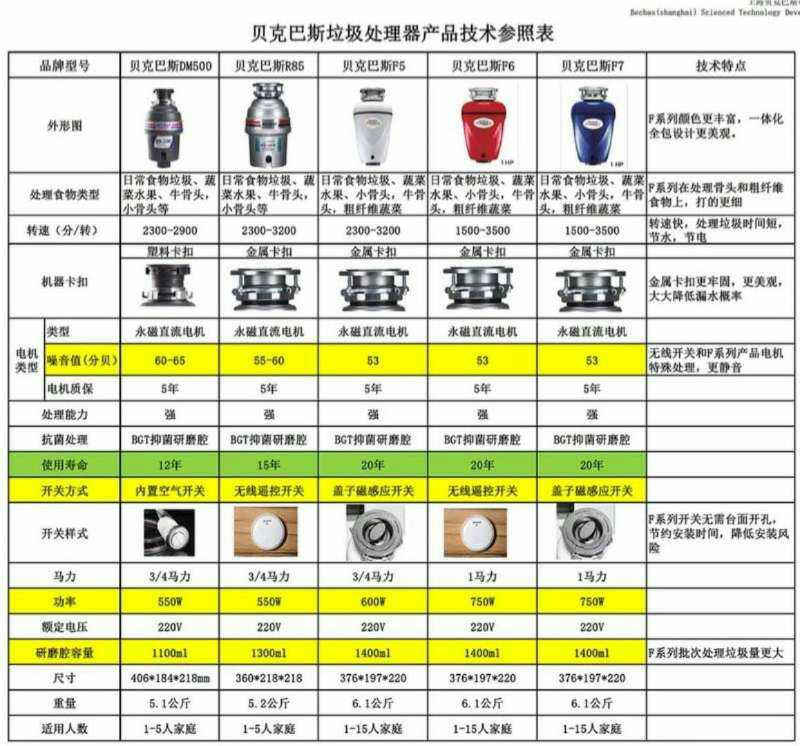 Becbas(shanghai) Scienced Technology Deve
贝克巴斯垃圾处理器产品技术参照表
品牌型号 贝克巴斯DM500 贝克巴斯R85 贝克巴斯F5 贝克巴斯F6 贝克巴斯F7 技术特点
外形图 1 HP 1 HP F系列颜色更丰富，一体化
全包设计更美观，
处理食物类型 日常食物垃圾、蔬 日常食物垃圾、蔬 日常食物垃圾、蔬 日常食物垃圾、蔬 日常食物垃圾、蔬 F系列在处理骨头和粗纤维
菜水果、牛骨头， 菜水果、牛骨头， 菜水果、小骨头，牛 菜水果、小骨头，牛 菜水果、小骨头，牛 食物上，打的更细
小骨头等 小骨头等 骨头，粗纤维蔬菜 骨头，粗纤维蔬菜 骨头，粗纤维蔬菜
转速（分/转） 2300-2900 2300-3200 2300-3200 1500-3500 1500-3500 转速快，处理垃圾时间短，
节水，节电
机器卡扣 塑料卡扣 金属卡扣 金属卡扣 金属卡扣 金属卡扣 金属卡扣更牢固，更美观，
大大降低漏水概率
电机
类型
类型 永磁直流电机 永磁直流电机 永磁直流电机 永磁直流电机 永磁直流电机
噪音值(分贝) 60-65 55-60 53 53 53 无线开关和F系列产品电机
特殊处理，更静音
电机质保 5年 5年 5年 5年 5年
处理能力 强 强 强 强 强
抗菌处理 BGT抑菌研磨腔 BGT抑菌研磨腔 BGT抑菌研磨腔 BGT抑菌研磨腔 BGT抑菌研磨腔
使用寿命 12年 15年 20年 20年 20年
开关方式 内置空气开关 无线遥控开关 盖子磁感应开关 无线遥控开关 盖子磁感应开关
开关样式 F系列开关无需台面开孔，
节约安装时间，降低安装风
险
马力 3/4马力 3/4马力 3/4马力 1马力 1马力
功率 550W 550W 600W 750W 750W
额定电压 220V 220V 220V 220V 220V
研磨腔容量 1100ml 1300ml 1400ml 1400ml 1400ml F系列批次处理垃圾量更大
尺寸 406*184*218mm 360*218*218 376*197*220 376*197*220 376*197*220
重量 5.1公斤 5.2公斤 6.1公斤 6.1公斤 6.1公斤
适用人数 1-5人家庭 1-5人家庭 1-15人家庭 1-15人家庭 1-15人家庭